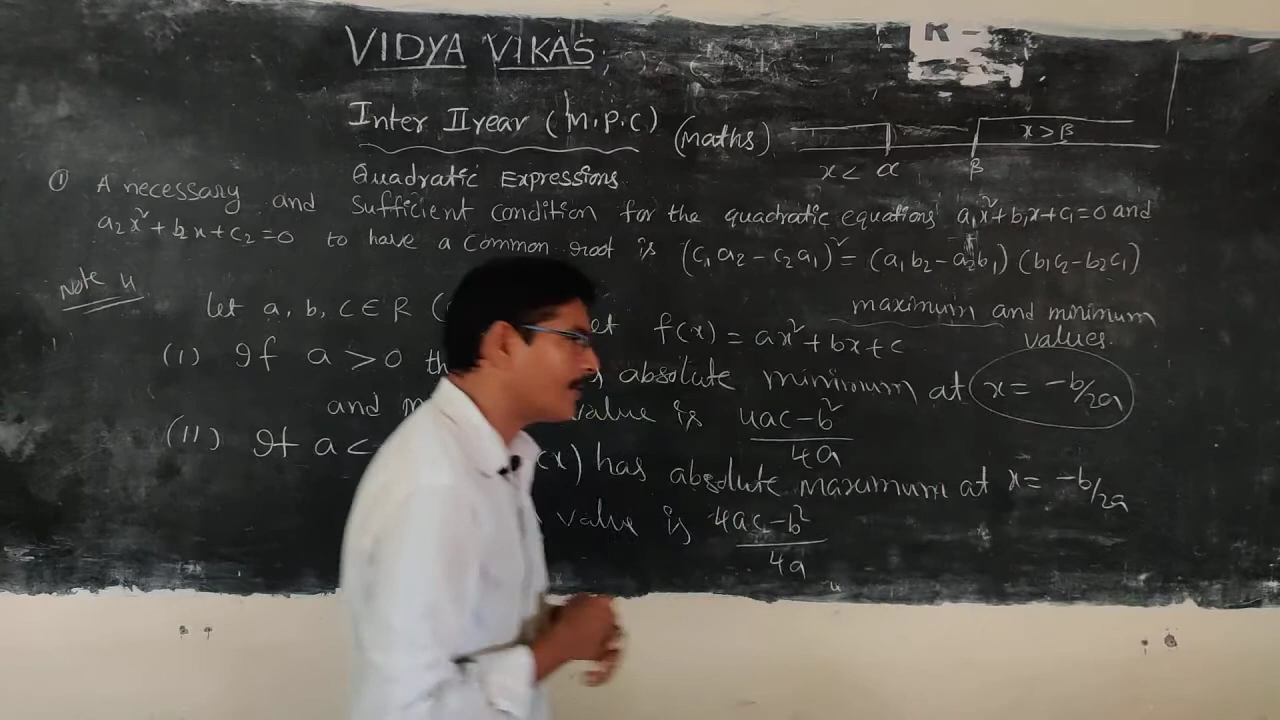 R -
VIDYA VIKAS
Inter II year (M.P.C) (maths)
x < α β x > β
Quadratic Expressions
① A necessary and sufficient condition for the quadratic equations a₁x²+b₁x+c₁=0 and
a₂x²+b₂x+c₂=0 to have a common root is (c₁a₂-c₂a₁)²=(a₁b₂-a₂b₁)(b₁c₂-b₂c₁)
Note 4
maximum and minimum
values.
let a, b, c ∈ R f(x) = ax²+bx+c
(I) If a>0 absolute minimum at x= -b/2a
and value is 4ac-b²/4a
(II) If a< (x) has absolute maximum at x= -b/2a
value is 4ac-b²/4a